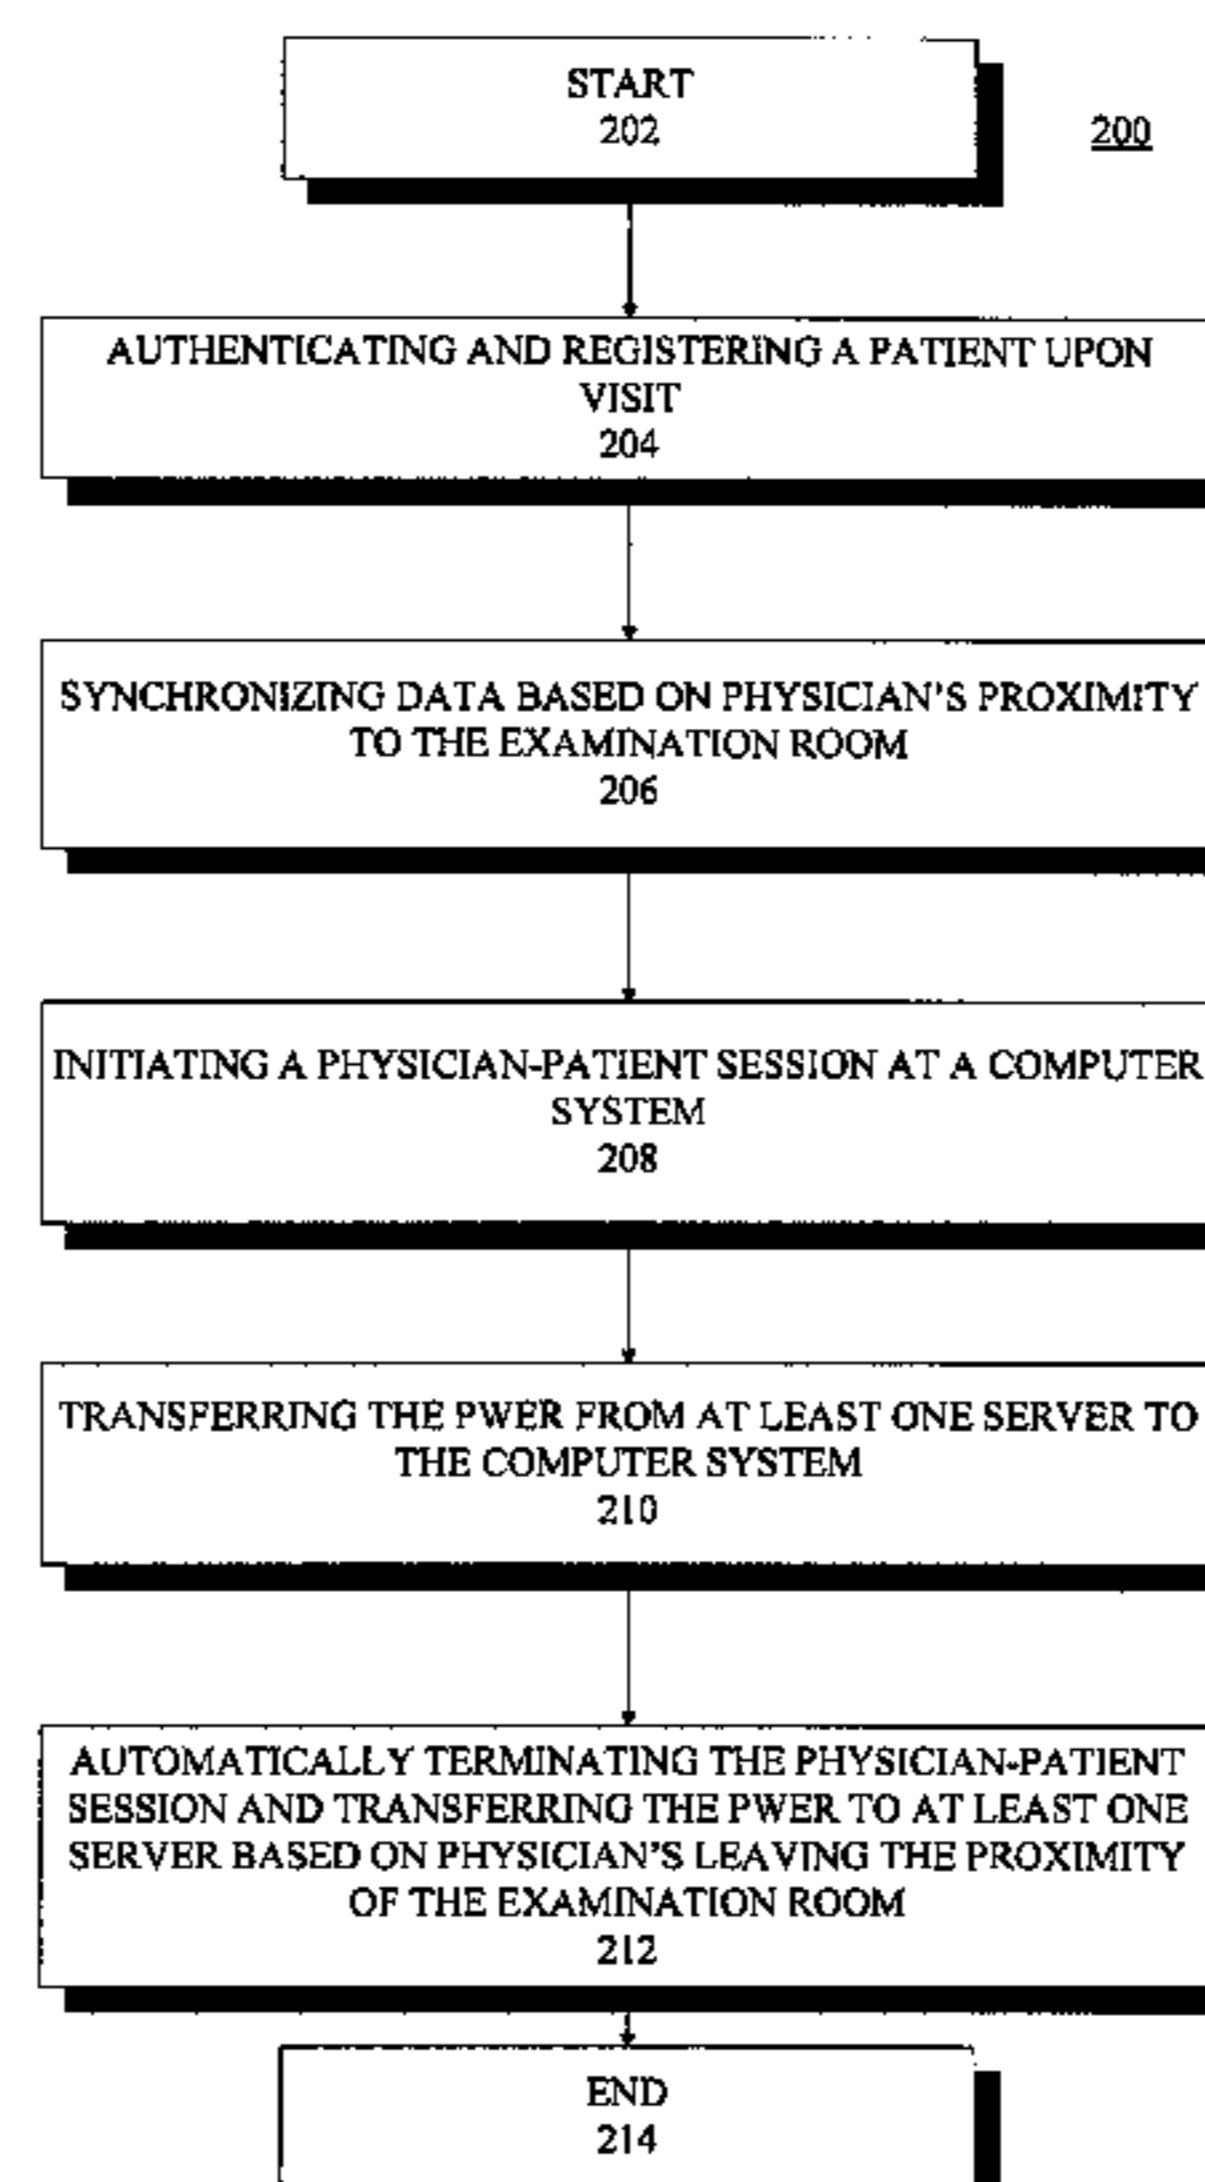 START
202
200
AUTHENTICATING AND REGISTERING A PATIENT UPON
VISIT
204
SYNCHRONIZING DATA BASED ON PHYSICIAN'S PROXIMITY
TO THE EXAMINATION ROOM
206
INITIATING A PHYSICIAN-PATIENT SESSION AT A COMPUTER
SYSTEM
208
TRANSFERRING THE PWER FROM AT LEAST ONE SERVER TO
THE COMPUTER SYSTEM
210
AUTOMATICALLY TERMINATING THE PHYSICIAN-PATIENT
SESSION AND TRANSFERRING THE PWER TO AT LEAST ONE
SERVER BASED ON PHYSICIAN'S LEAVING THE PROXIMITY
OF THE EXAMINATION ROOM
212
END
214